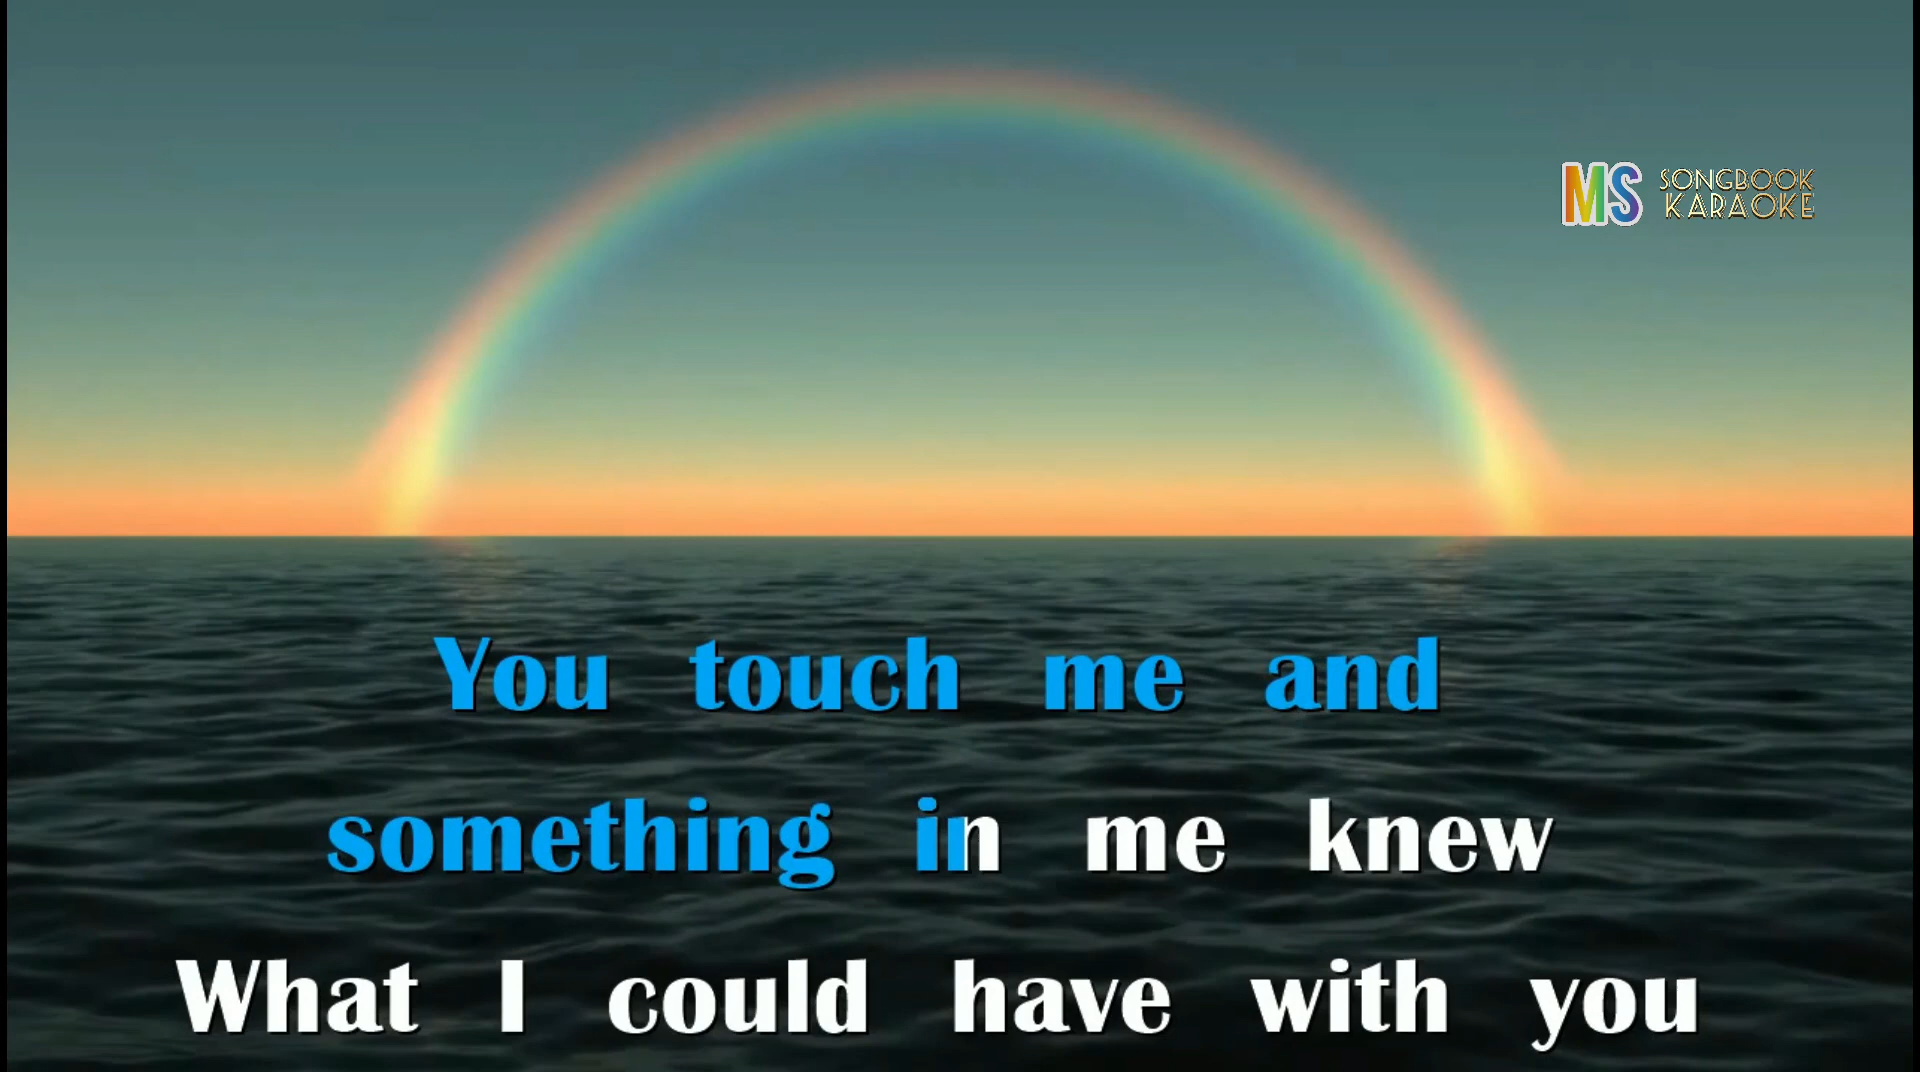 MS SONGBOOK
KARAOKE
You touch me and
something in me knew
What I could have with you